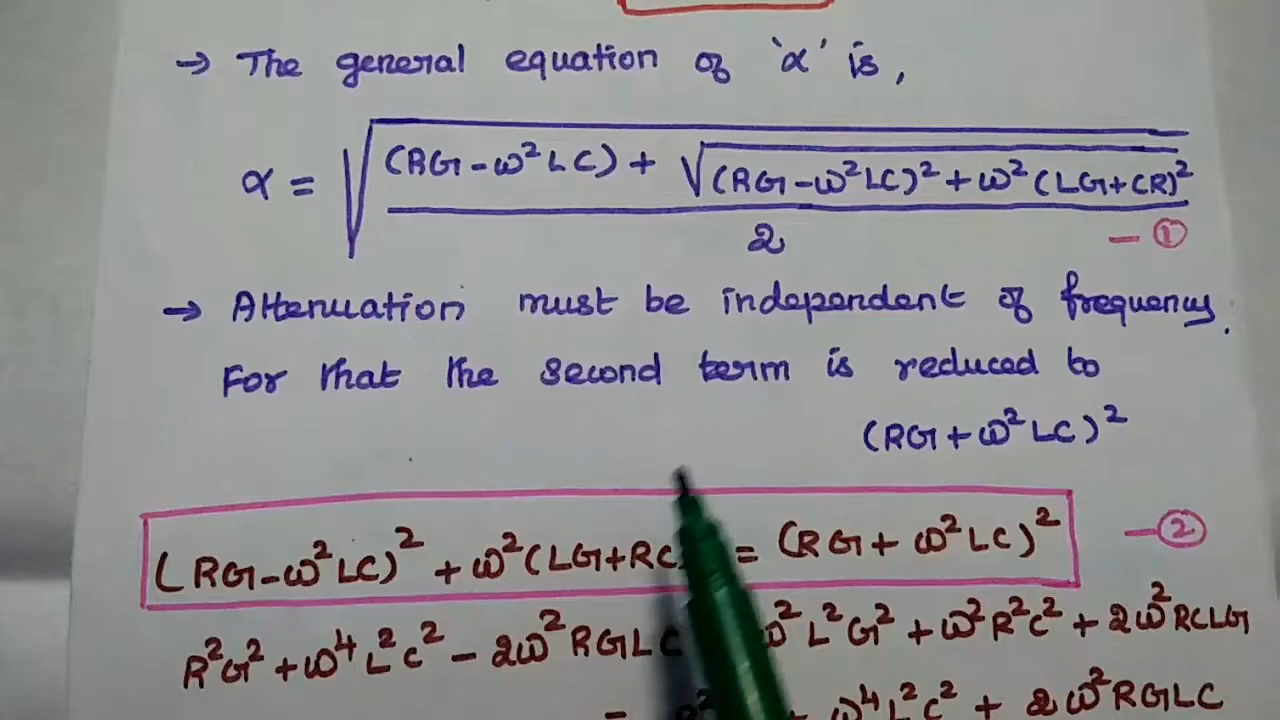 → The general equation of 'α' is,
α = √((RG - ω²LC) + √((RG - ω²LC)² + ω²(LG + CR)²) / 2) — ①
→ Attenuation must be independent of frequency.
For that the second term is reduced to
(RG + ω²LC)²
(RG - ω²LC)² + ω²(LG + RC = (RG + ω²LC)² — ②
R²G² + ω⁴L²C² - 2ω²RGLC ω²L²G² + ω²R²C² + 2ω²RCLG
= ω⁴L²C² + 2ω²RGLC